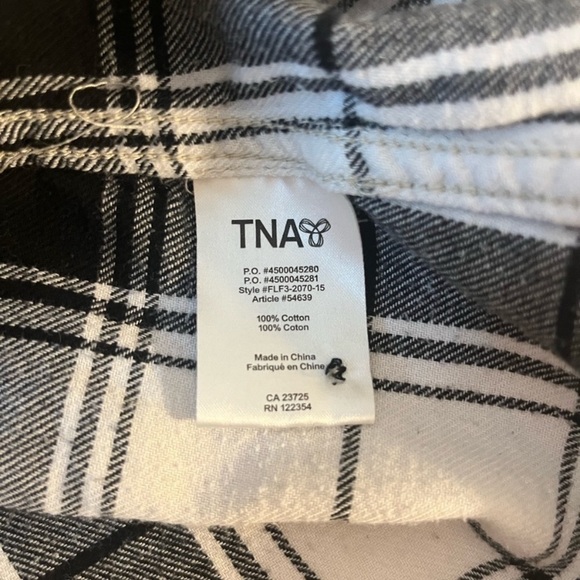 TNA
P.O. #4500045280
P.O. #4500045281
Style #FLF3-2070-15
Article #54639
100% Cotton
100% Coton
Made in China
Fabriqué en Chine
CA 23725
RN 122354